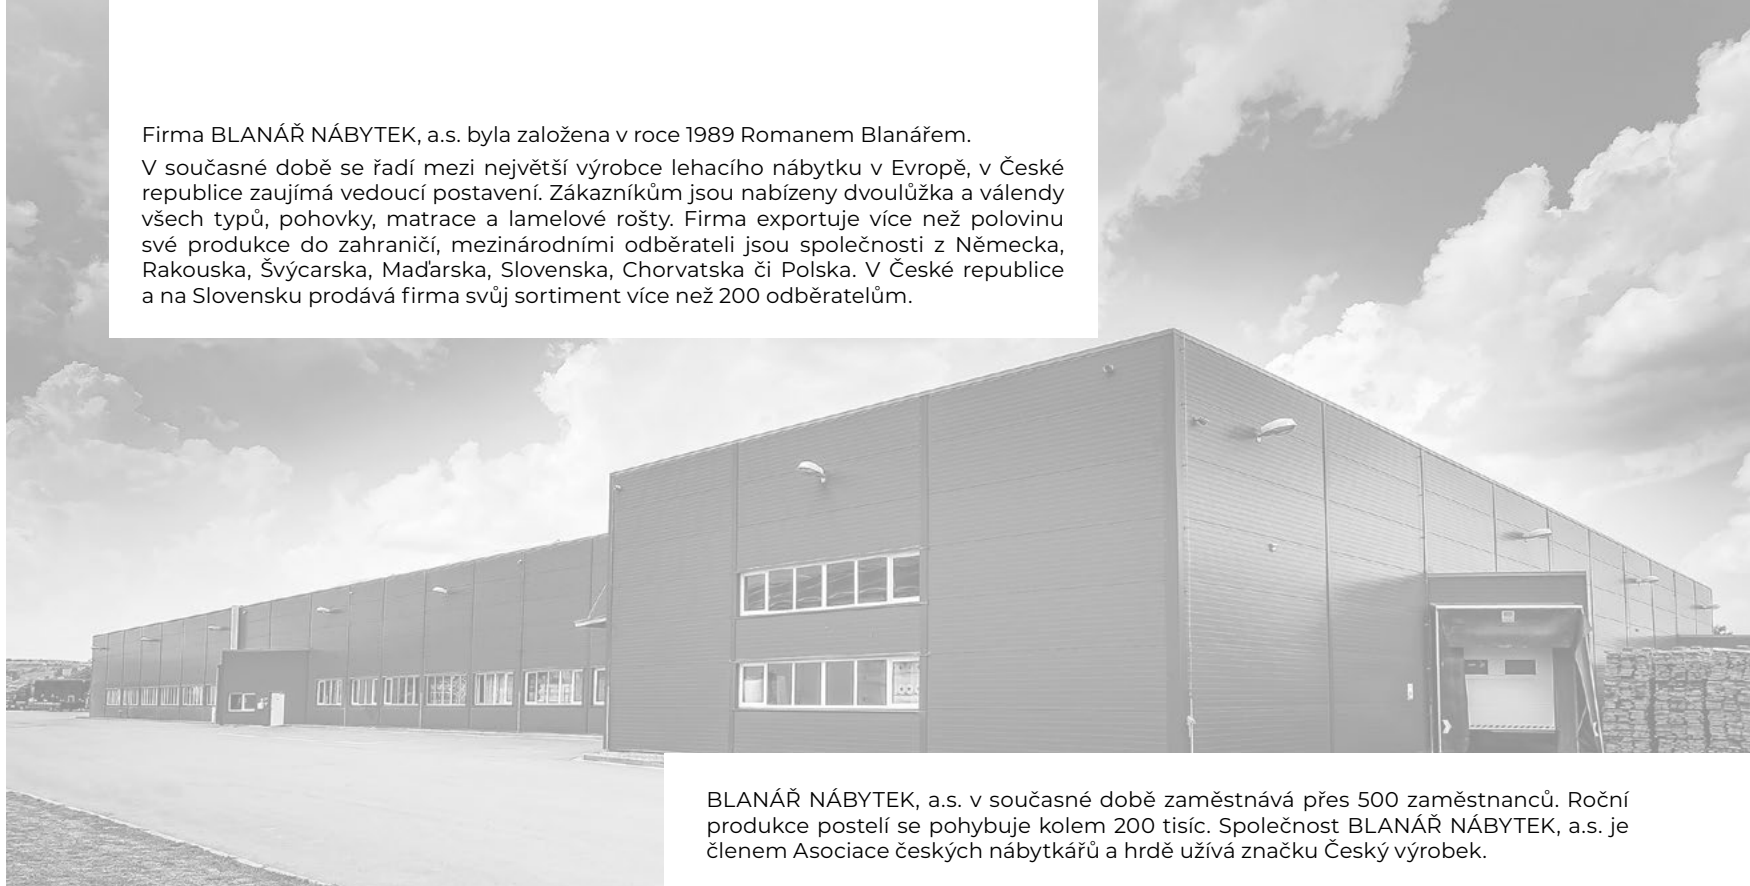 Firma BLANÁŘ NÁBYTEK, a.s. byla založena v roce 1989 Romanem Blanářem.
V současné době se řadí mezi největší výrobce lehacího nábytku v Evropě, v České
republice zaujímá vedoucí postavení. Zákazníkům jsou nabízeny dvoulůžka a válendy
všech typů, pohovky, matrace a lamelové rošty. Firma exportuje více než polovinu
své produkce do zahraničí, mezinárodními odběrateli jsou společnosti z Německa,
Rakouska, Švýcarska, Maďarska, Slovenska, Chorvatska či Polska. V České republice
a na Slovensku prodává firma svůj sortiment více než 200 odběratelům.
BLANÁŘ NÁBYTEK, a.s. v současné době zaměstnává přes 500 zaměstnanců. Roční
produkce postelí se pohybuje kolem 200 tisíc. Společnost BLANÁŘ NÁBYTEK, a.s. je
členem Asociace českých nábytkářů a hrdě užívá značku Český výrobek.